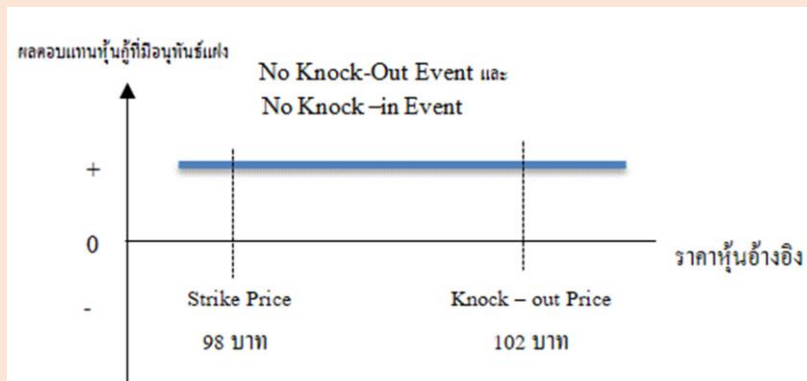 ผลตอบแทนหุ้นกู้ที่มีอนุพันธ์แฝง
No Knock-Out Event และ
No Knock –in Event
+
0
ราคาหุ้นอ้างอิง
-
Strike Price
Knock – out Price
98 บาท
102 บาท